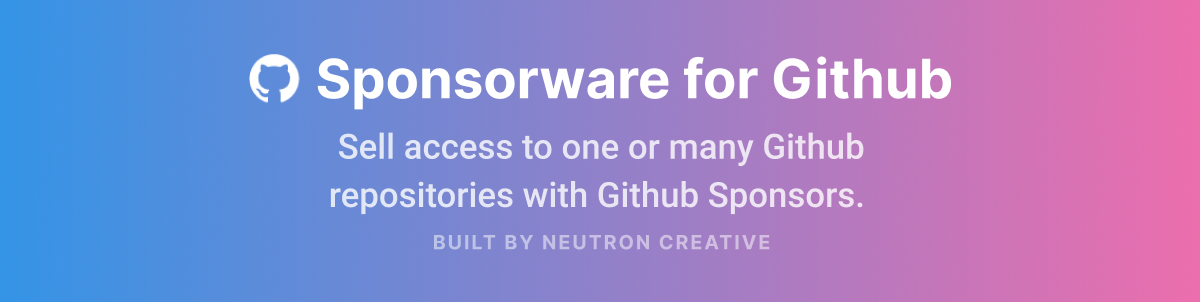 Sponsorware for Github
Sell access to one or many Github
repositories with Github Sponsors.
BUILT BY NEUTRON CREATIVE